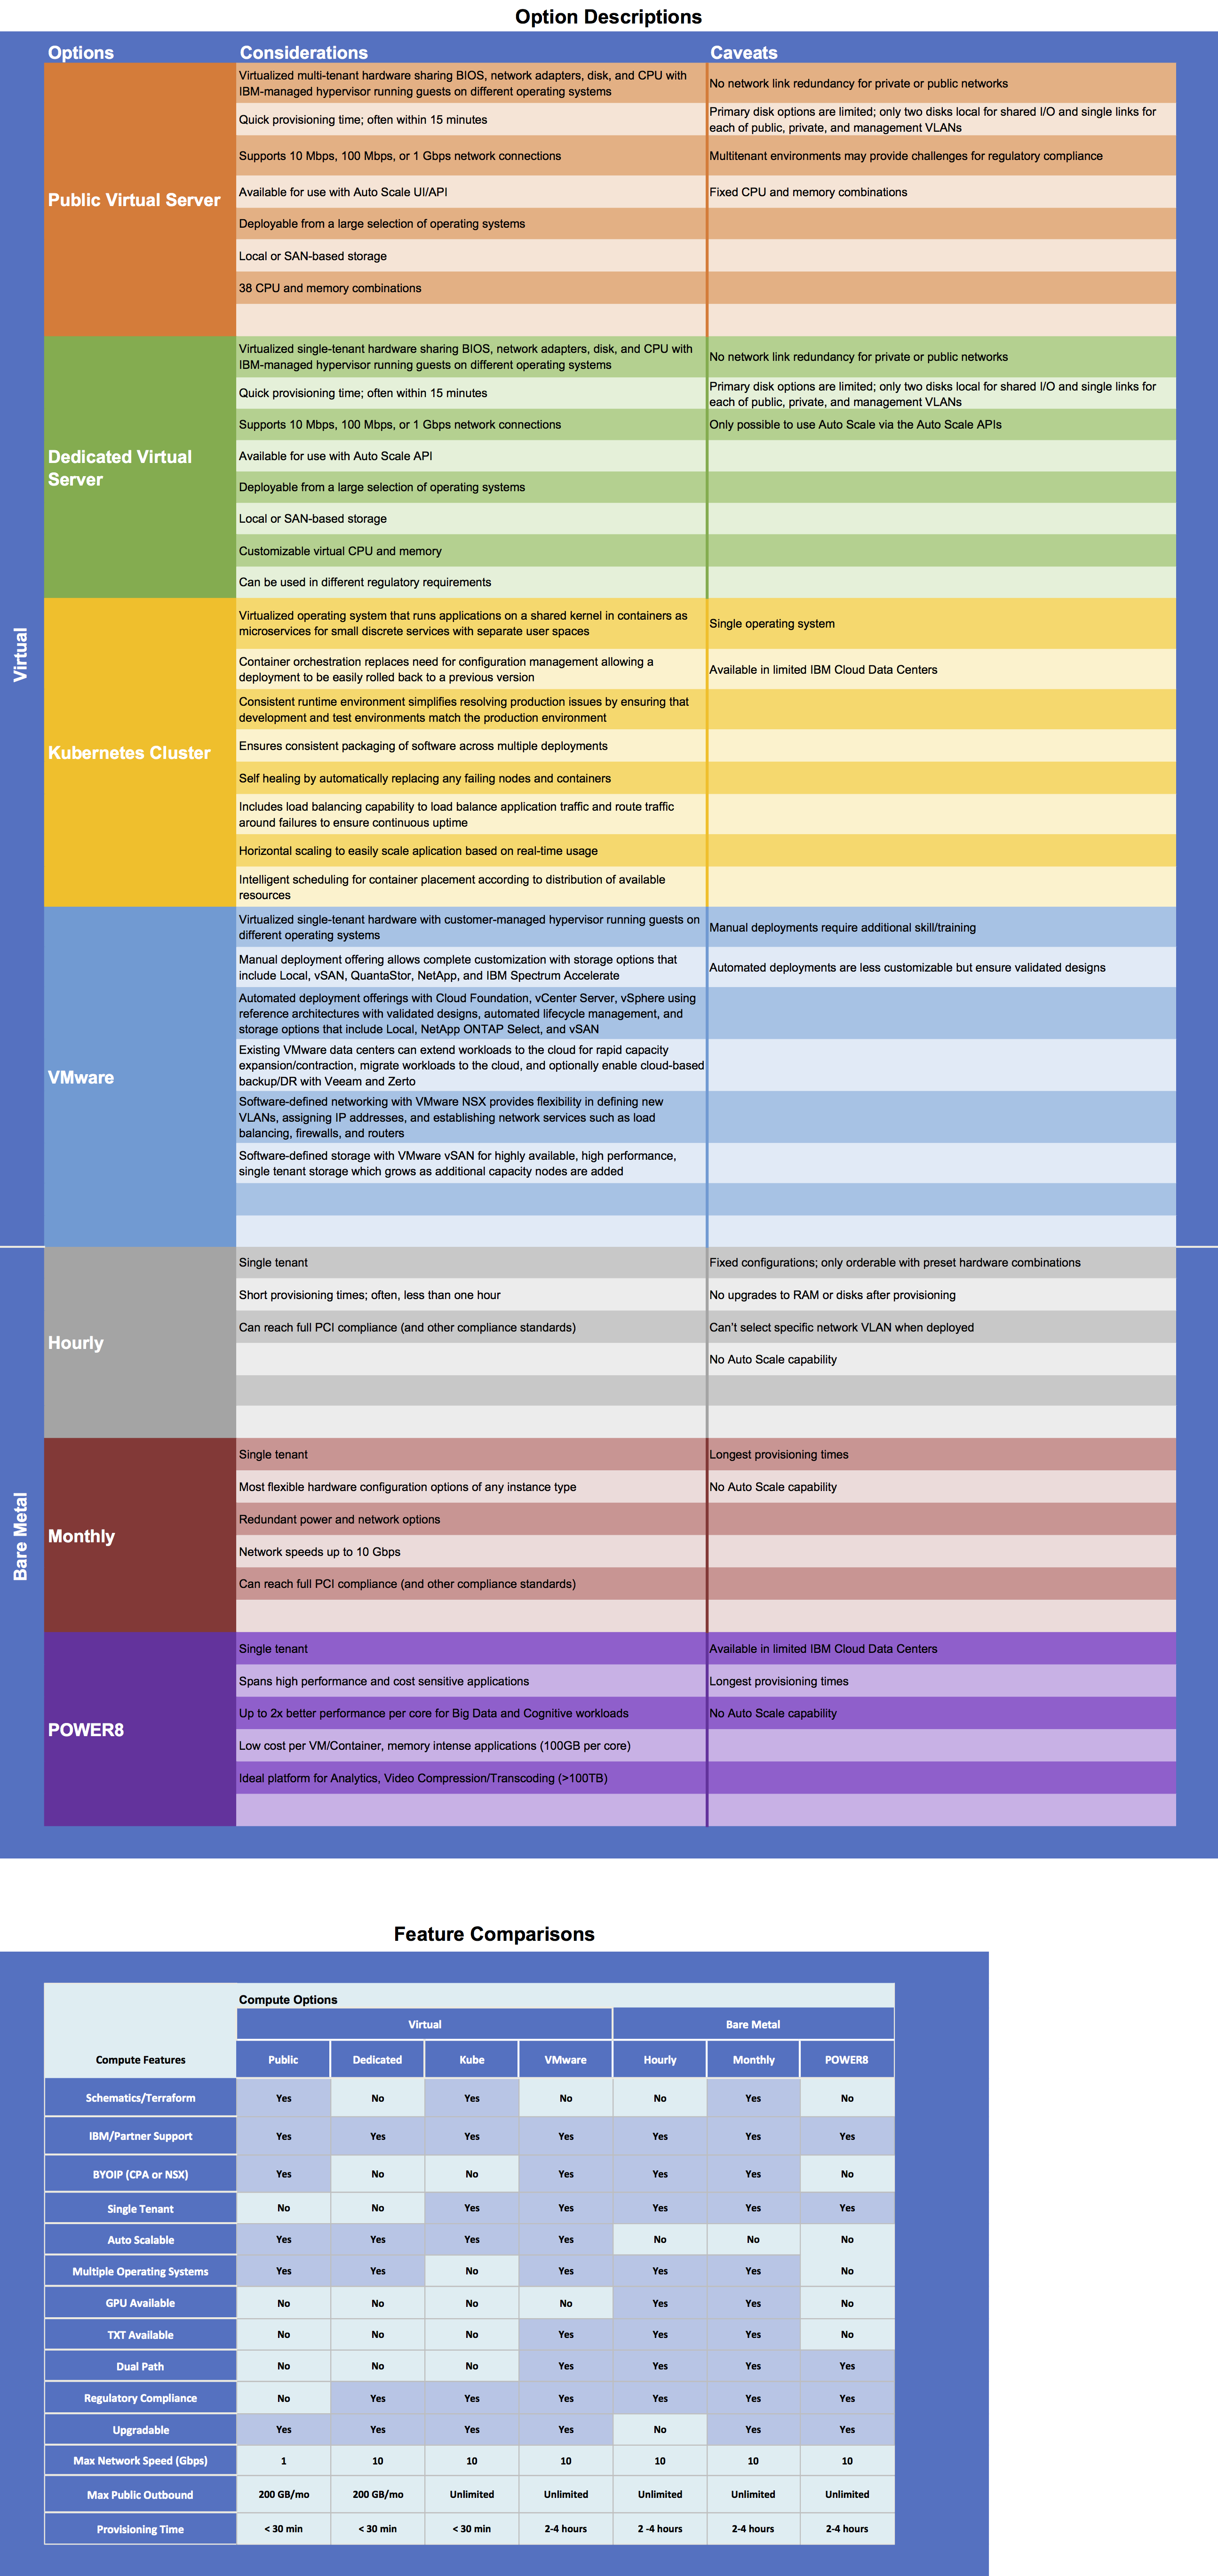 Option Descriptions
Options Considerations Caveats
Virtual
Public Virtual Server
Virtualized multi-tenant hardware sharing BIOS, network adapters, disk, and CPU with
IBM-managed hypervisor running guests on different operating systems
No network link redundancy for private or public networks
Quick provisioning time; often within 15 minutes
Primary disk options are limited; only two disks local for shared I/O and single links for
each of public, private, and management VLANs
Supports 10 Mbps, 100 Mbps, or 1 Gbps network connections
Multitenant environments may provide challenges for regulatory compliance
Available for use with Auto Scale UI/API
Fixed CPU and memory combinations
Deployable from a large selection of operating systems
Local or SAN-based storage
38 CPU and memory combinations
Dedicated Virtual
Server
Virtualized single-tenant hardware sharing BIOS, network adapters, disk, and CPU with
IBM-managed hypervisor running guests on different operating systems
No network link redundancy for private or public networks
Quick provisioning time; often within 15 minutes
Primary disk options are limited; only two disks local for shared I/O and single links for
each of public, private, and management VLANs
Supports 10 Mbps, 100 Mbps, or 1 Gbps network connections
Only possible to use Auto Scale via the Auto Scale APIs
Available for use with Auto Scale API
Deployable from a large selection of operating systems
Local or SAN-based storage
Customizable virtual CPU and memory
Can be used in different regulatory requirements
Kubernetes Cluster
Virtualized operating system that runs applications on a shared kernel in containers as
microservices for small discrete services with separate user spaces
Single operating system
Container orchestration replaces need for configuration management allowing a
deployment to be easily rolled back to a previous version
Available in limited IBM Cloud Data Centers
Consistent runtime environment simplifies resolving production issues by ensuring that
development and test environments match the production environment
Ensures consistent packaging of software across multiple deployments
Self healing by automatically replacing any failing nodes and containers
Includes load balancing capability to load balance application traffic and route traffic
around failures to ensure continuous uptime
Horizontal scaling to easily scale aplication based on real-time usage
Intelligent scheduling for container placement according to distribution of available
resources
VMware
Virtualized single-tenant hardware with customer-managed hypervisor running guests on
different operating systems
Manual deployments require additional skill/training
Manual deployment offering allows complete customization with storage options that
include Local, vSAN, QuantaStor, NetApp, and IBM Spectrum Accelerate
Automated deployments are less customizable but ensure validated designs
Automated deployment offerings with Cloud Foundation, vCenter Server, vSphere using
reference architectures with validated designs, automated lifecycle management, and
storage options that include Local, NetApp ONTAP Select, and vSAN
Existing VMware data centers can extend workloads to the cloud for rapid capacity
expansion/contraction, migrate workloads to the cloud, and optionally enable cloud-based
backup/DR with Veeam and Zerto
Software-defined networking with VMware NSX provides flexibility in defining new
VLANs, assigning IP addresses, and establishing network services such as load
balancing, firewalls, and routers
Software-defined storage with VMware vSAN for highly available, high performance,
single tenant storage which grows as additional capacity nodes are added
Bare Metal
Hourly
Single tenant
Fixed configurations; only orderable with preset hardware combinations
Short provisioning times; often, less than one hour
No upgrades to RAM or disks after provisioning
Can reach full PCI compliance (and other compliance standards)
Can't select specific network VLAN when deployed
No Auto Scale capability
Monthly
Single tenant
Longest provisioning times
Most flexible hardware configuration options of any instance type
No Auto Scale capability
Redundant power and network options
Network speeds up to 10 Gbps
Can reach full PCI compliance (and other compliance standards)
POWER8
Single tenant
Available in limited IBM Cloud Data Centers
Spans high performance and cost sensitive applications
Longest provisioning times
Up to 2x better performance per core for Big Data and Cognitive workloads
No Auto Scale capability
Low cost per VM/Container, memory intense applications (100GB per core)
Ideal platform for Analytics, Video Compression/Transcoding (>100TB)
Feature Comparisons
Compute Options
Virtual Bare Metal
Compute Features Public Dedicated Kube VMware Hourly Monthly POWER8
Schematics/Terraform Yes No Yes No No Yes No
IBM/Partner Support Yes Yes Yes Yes Yes Yes Yes
BYOIP (CPA or NSX) Yes No No Yes Yes Yes No
Single Tenant No No Yes Yes Yes Yes Yes
Auto Scalable Yes Yes Yes Yes No No No
Multiple Operating Systems Yes Yes No Yes Yes Yes No
GPU Available No No No No Yes Yes No
TXT Available No No No Yes Yes Yes No
Dual Path No No No Yes Yes Yes Yes
Regulatory Compliance No Yes Yes Yes Yes Yes Yes
Upgradable Yes Yes Yes Yes No Yes Yes
Max Network Speed (Gbps) 1 10 10 10 10 10 10
Max Public Outbound 200 GB/mo 200 GB/mo Unlimited Unlimited Unlimited Unlimited Unlimited
Provisioning Time < 30 min < 30 min < 30 min 2-4 hours 2 -4 hours 2-4 hours 2-4 hours